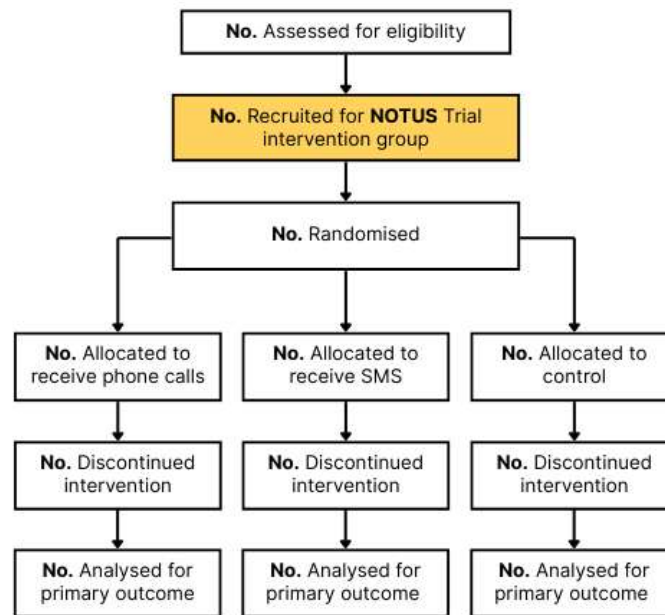 No. Assessed for eligibility
No. Recruited for NOTUS Trial
intervention group
No. Randomised
No. Allocated to
receive phone calls
No. Allocated to
receive SMS
No. Allocated to
control
No. Discontinued
intervention
No. Discontinued
intervention
No. Discontinued
intervention
No. Analysed for
primary outcome
No. Analysed for
primary outcome
No. Analysed for
primary outcome